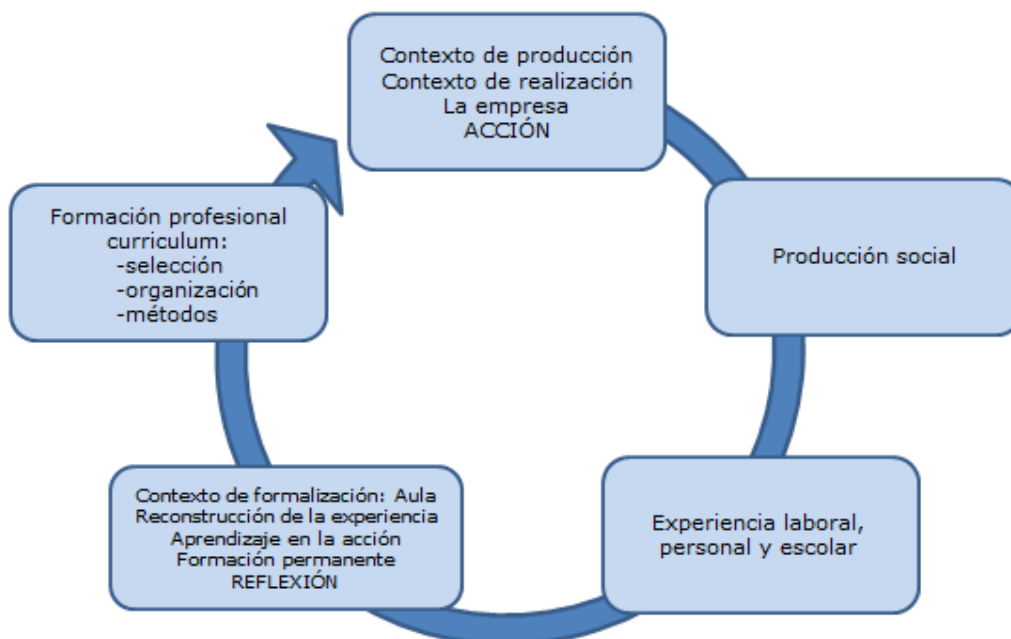 Contexto de producción
Contexto de realización
La empresa
ACCIÓN
Producción social
Experiencia laboral,
personal y escolar
Contexto de formalización: Aula
Reconstrucción de la experiencia
Aprendizaje en la acción
Formación permanente
REFLEXIÓN
Formación profesional
curriculum:
-selección
-organización
-métodos